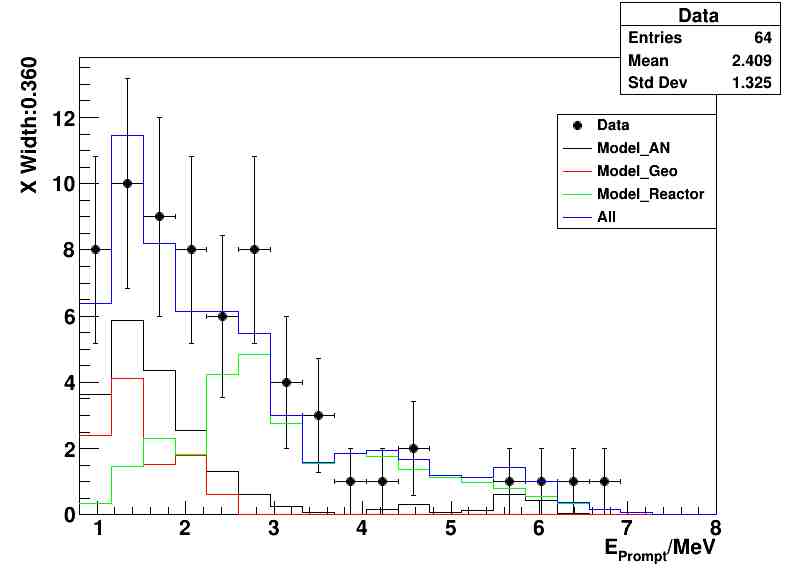 Data
Entries 64
Mean 2.409
Std Dev 1.325
X Width:0.360
12
10
8
6
4
2
0
Data
Model_AN
Model_Geo
Model_Reactor
All
1 2 3 4 5 6 7 8
E_Prompt/MeV